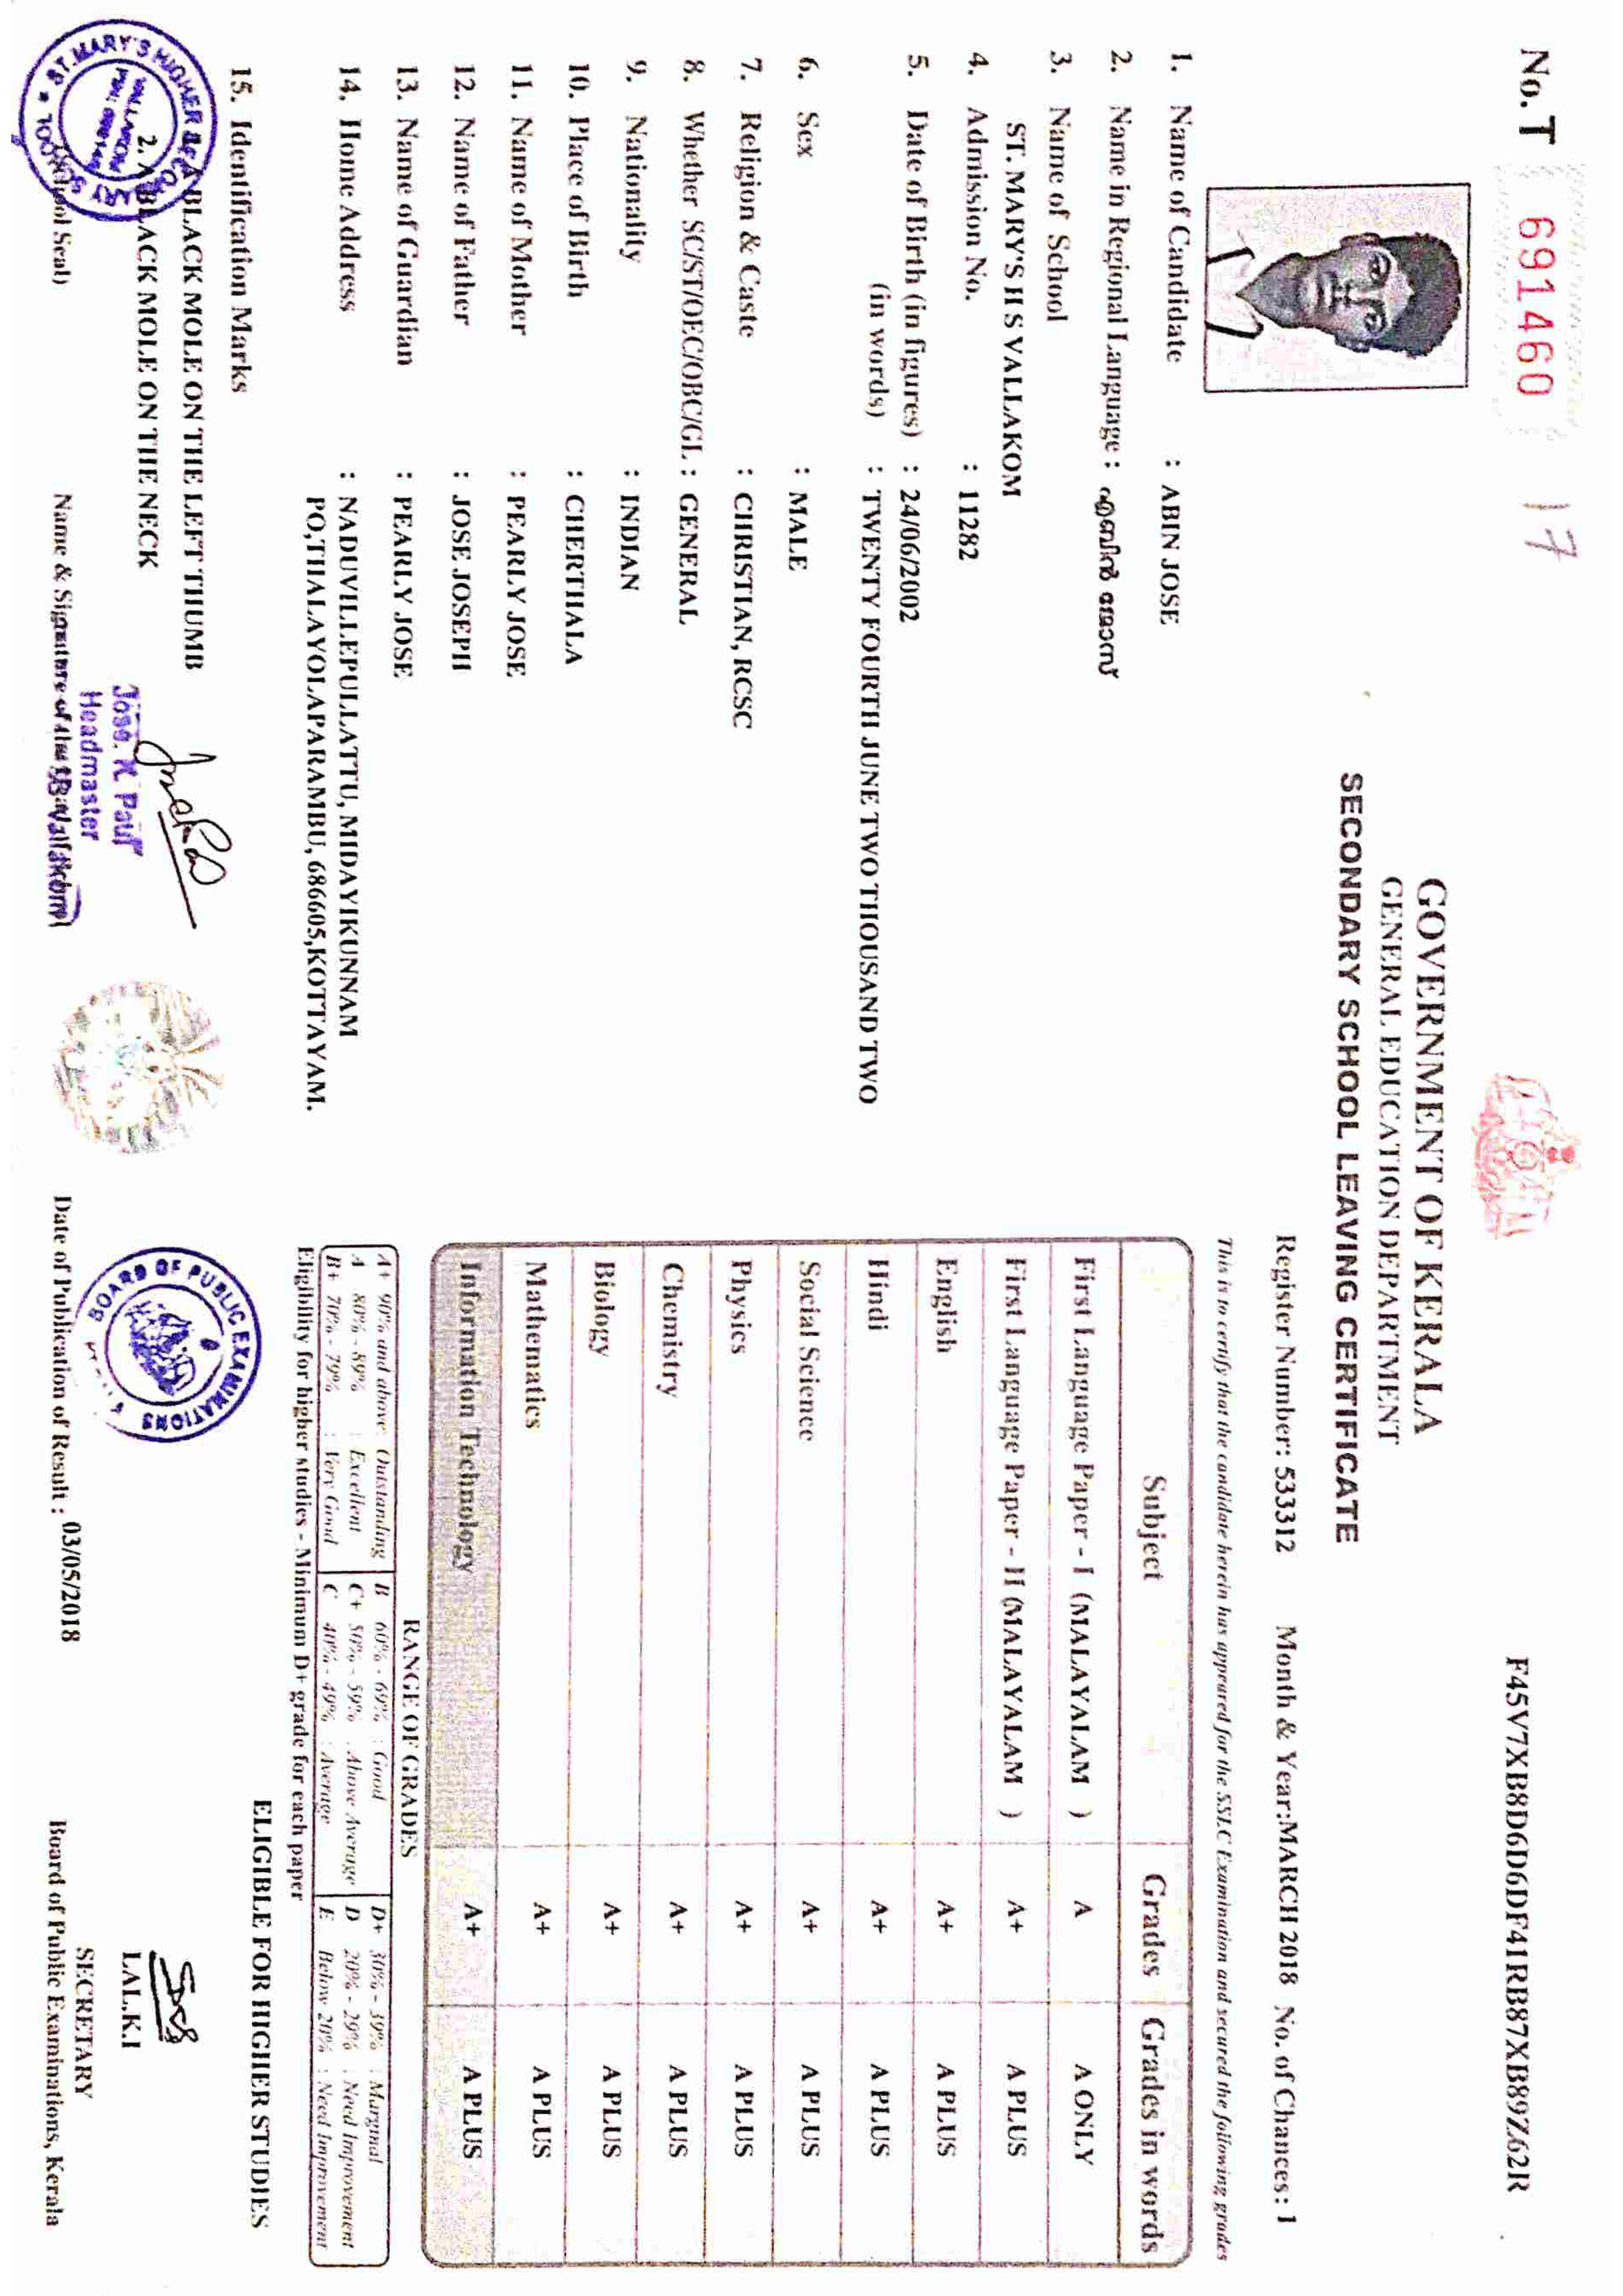 No. T 691460 17
F45V7XB8D6D6DF41RB87XB89Z62R
GOVERNMENT OF KERALA
GENERAL EDUCATION DEPARTMENT
SECONDARY SCHOOL LEAVING CERTIFICATE
1. Name of Candidate : ABIN JOSE
2. Name in Regional Language : എബിൻ ജോസ്
3. Name of School
ST. MARY'S H S VALLAKOM
4. Admission No. : 11282
5. Date of Birth (in figures) : 24/06/2002
(in words) : TWENTY FOURTH JUNE TWO THOUSAND TWO
6. Sex : MALE
7. Religion & Caste : CHRISTIAN, RCSC
8. Whether SC/ST/OEC/OBC/GL : GENERAL
9. Nationality : INDIAN
10. Place of Birth : CHERTHALA
11. Name of Mother : PEARLY JOSE
12. Name of Father : JOSE JOSEPH
13. Name of Guardian : PEARLY JOSE
14. Home Address : NADUVILLEPULLATTU, MIDAYIKUNNAM
PO,THALAYOLAPARAMBU, 686605,KOTTAYAM.
15. Identification Marks
A BLACK MOLE ON THE LEFT THUMB
2. A BLACK MOLE ON THE NECK
ST. MARY'S HIGHER SECONDARY SCHOOL
(School Seal)
Jose. K Paul
Headmaster
Name & Signature of the
Register Number: 533312 Month & Year:MARCH 2018 No. of Chances: 1
This is to certify that the candidate herein has appeared for the SSLC Examination and secured the following grades
Subject Grades Grades in words
First Language Paper - I (MALAYALAM ) A A ONLY
First Language Paper - II (MALAYALAM ) A+ A PLUS
English A+ A PLUS
Hindi A+ A PLUS
Social Science A+ A PLUS
Physics A+ A PLUS
Chemistry A+ A PLUS
Biology A+ A PLUS
Mathematics A+ A PLUS
Information Technology A+ A PLUS
RANGE OF GRADES
A+ 90% and above: Outstanding B 60% - 69% : Good D+ 30% - 39% : Marginal
A 80% - 89% : Excellent C+ 50% - 59% : Above Average D 20% - 29% : Need Improvement
B+ 70% - 79% : Very Good C 40% - 49% : Average E Below 20% : Need Improvement
Eligibility for higher studies - Minimum D+ grade for each paper
ELIGIBLE FOR HIGHER STUDIES
BOARD OF PUBLIC EXAMINATIONS
Date of Publication of Result : 03/05/2018
LAL.K.I
SECRETARY
Board of Public Examinations, Kerala